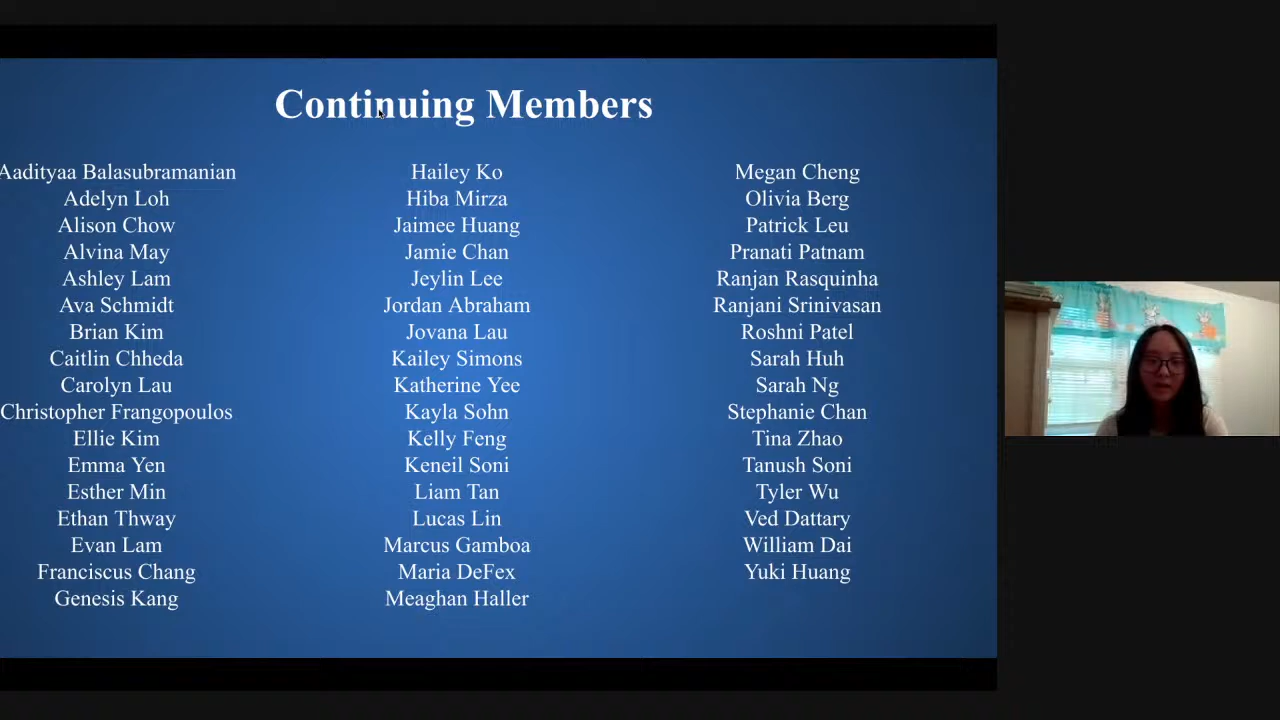 Continuing Members
Aadityaa Balasubramanian
Adelyn Loh
Alison Chow
Alvina May
Ashley Lam
Ava Schmidt
Brian Kim
Caitlin Chheda
Carolyn Lau
Christopher Frangopoulos
Ellie Kim
Emma Yen
Esther Min
Ethan Thway
Evan Lam
Franciscus Chang
Genesis Kang
Hailey Ko
Hiba Mirza
Jaimee Huang
Jamie Chan
Jeylin Lee
Jordan Abraham
Jovana Lau
Kailey Simons
Katherine Yee
Kayla Sohn
Kelly Feng
Keneil Soni
Liam Tan
Lucas Lin
Marcus Gamboa
Maria DeFex
Meaghan Haller
Megan Cheng
Olivia Berg
Patrick Leu
Pranati Patnam
Ranjan Rasquinha
Ranjani Srinivasan
Roshni Patel
Sarah Huh
Sarah Ng
Stephanie Chan
Tina Zhao
Tanush Soni
Tyler Wu
Ved Dattary
William Dai
Yuki Huang